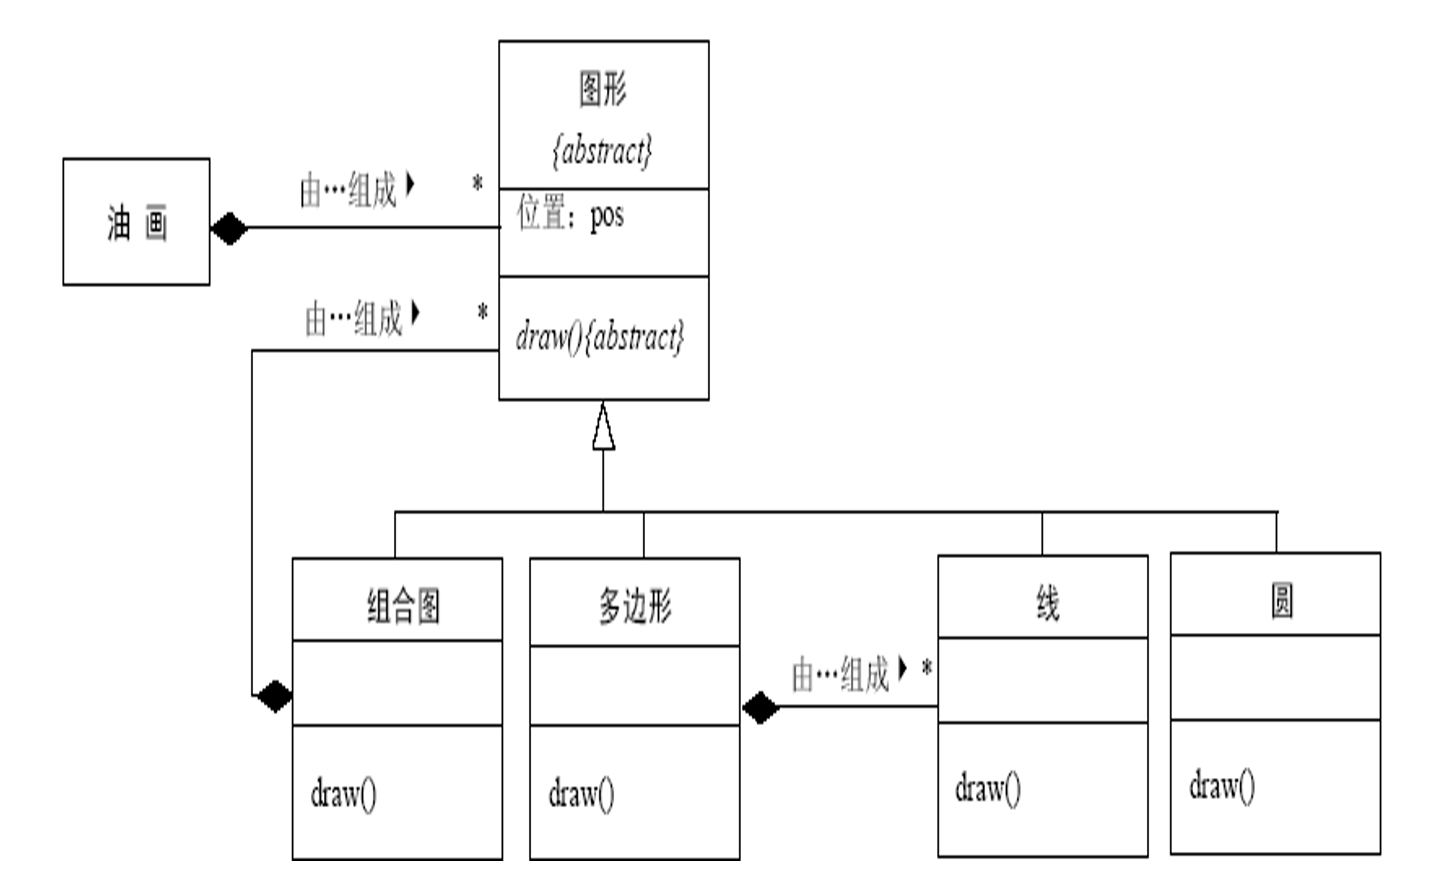 图形
{abstract}
由…组成 *
位置：pos
油 画
由…组成 *
draw(){abstract}
组合图
多边形
线
圆
由…组成 *
draw()
draw()
draw()
draw()